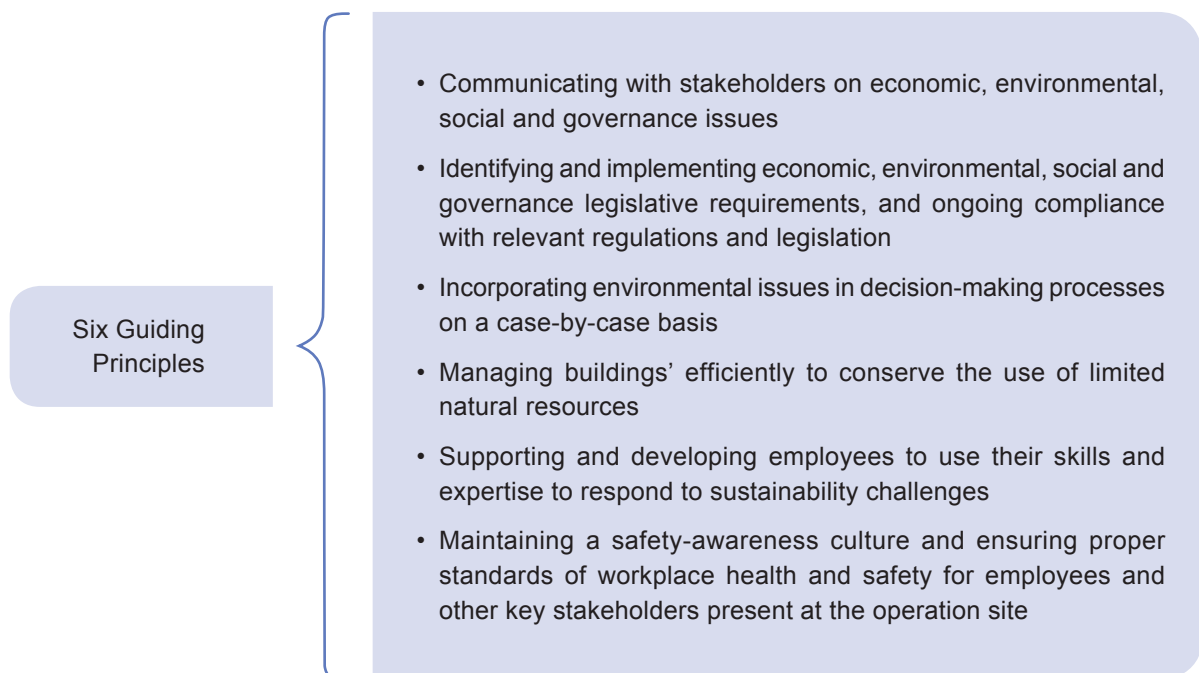 Six Guiding
Principles
• Communicating with stakeholders on economic, environmental,
social and governance issues
• Identifying and implementing economic, environmental, social and
governance legislative requirements, and ongoing compliance
with relevant regulations and legislation
• Incorporating environmental issues in decision-making processes
on a case-by-case basis
• Managing buildings’ efficiently to conserve the use of limited
natural resources
• Supporting and developing employees to use their skills and
expertise to respond to sustainability challenges
• Maintaining a safety-awareness culture and ensuring proper
standards of workplace health and safety for employees and
other key stakeholders present at the operation site